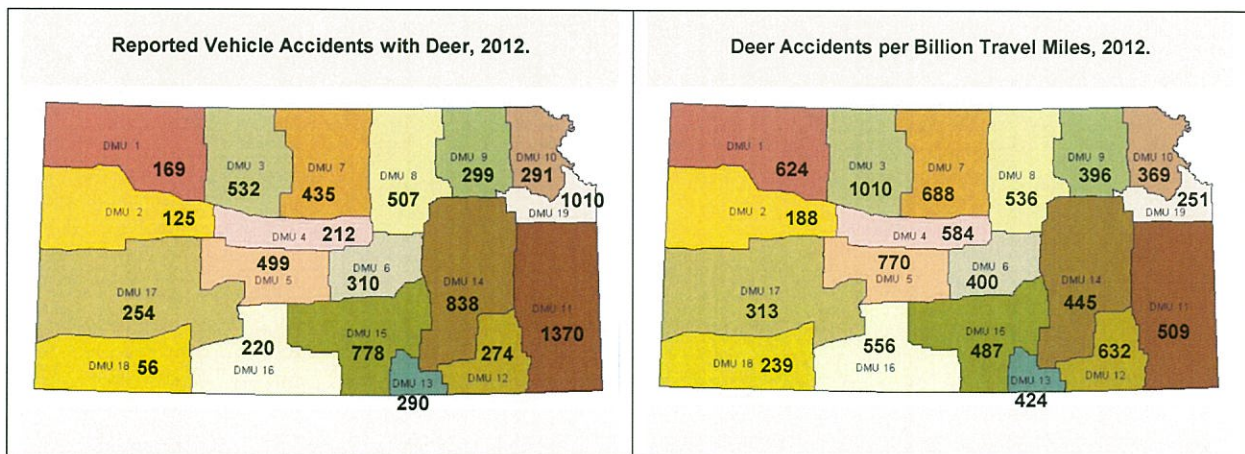 Reported Vehicle Accidents with Deer, 2012.
DMU 1
169
DMU 3
532
DMU 7
435
DMU 8
507
DMU 9
299
DMU 10
291
1010
DMU 19
DMU 2
125
DMU 4
212
499
DMU 5
DMU 6
310
DMU 14
838
DMU 11
1370
DMU 17
254
DMU 18
56
220
DMU 16
DMU 15
778
274
DMU 12
DMU 13
290
Deer Accidents per Billion Travel Miles, 2012.
DMU 1
624
DMU 3
1010
DMU 7
688
DMU 8
536
DMU 9
396
DMU 10
369
251
DMU 19
DMU 2
188
DMU 4
584
770
DMU 5
DMU 6
400
DMU 14
445
DMU 11
509
DMU 17
313
DMU 18
239
556
DMU 16
487
632
DMU 12
DMU 13
424